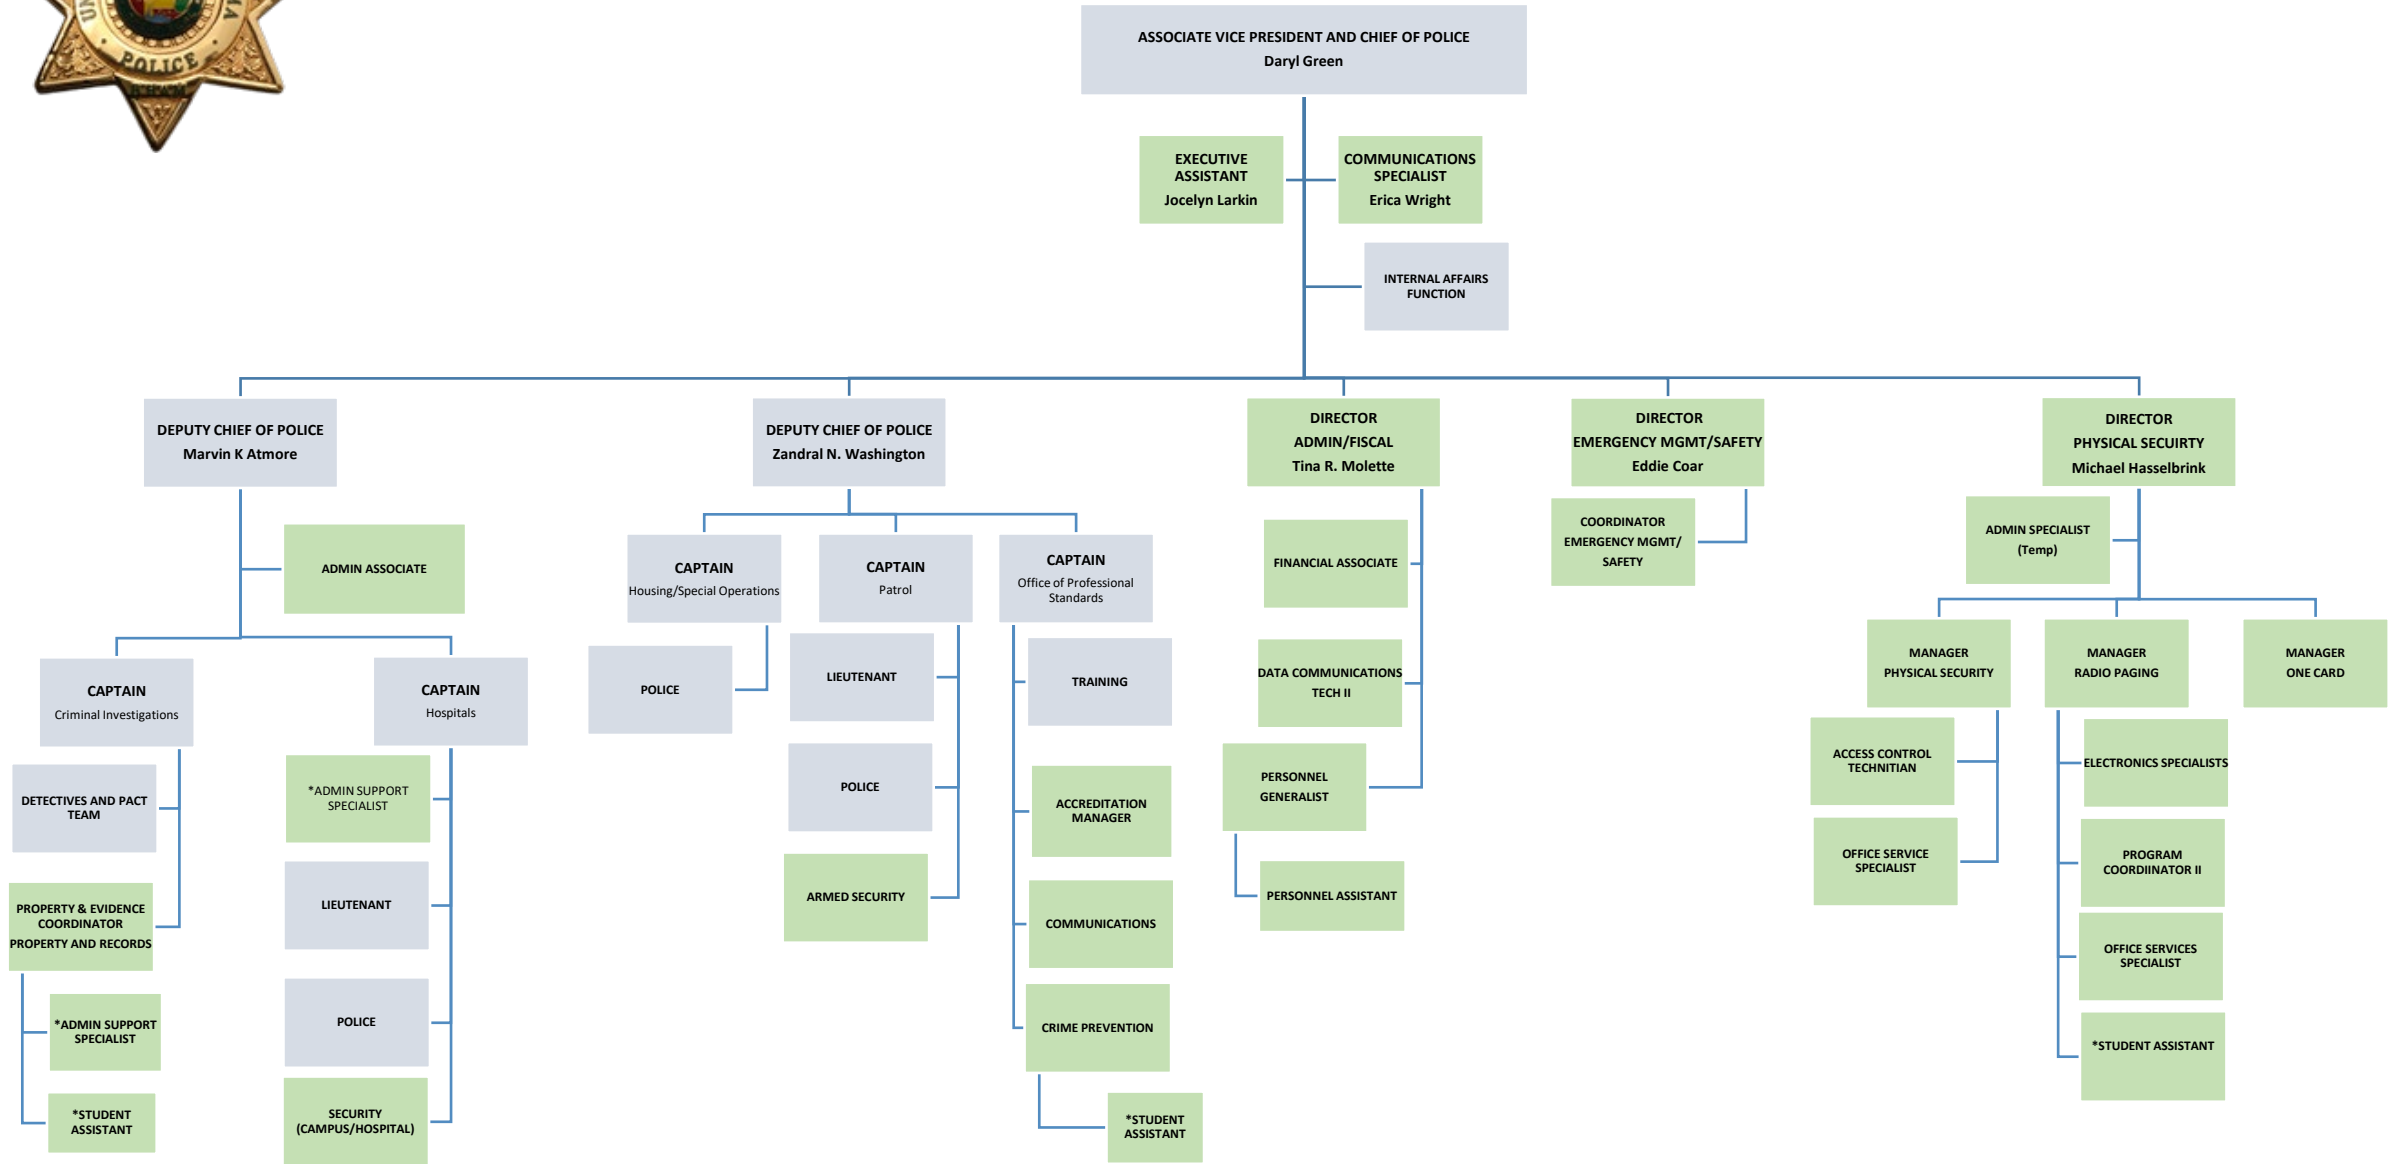 UN
VI
POLICE
ASSOCIATE VICE PRESIDENT AND CHIEF OF POLICE
Daryl Green
EXECUTIVE
ASSISTANT
Jocelyn Larkin
COMMUNICATIONS
SPECIALIST
Erica Wright
INTERNAL AFFAIRS
FUNCTION
DEPUTY CHIEF OF POLICE
Marvin K Atmore
DEPUTY CHIEF OF POLICE
Zandral N. Washington
DIRECTOR
ADMIN/FISCAL
Tina R. Molette
DIRECTOR
EMERGENCY MGMT/SAFETY
Eddie Coar
DIRECTOR
PHYSICAL SECUIRTY
Michael Hasselbrink
ADMIN ASSOCIATE
CAPTAIN
Criminal Investigations
DETECTIVES AND PACT
TEAM
PROPERTY & EVIDENCE
COORDINATOR
PROPERTY AND RECORDS
*ADMIN SUPPORT
SPECIALIST
*STUDENT
ASSISTANT
CAPTAIN
Hospitals
*ADMIN SUPPORT
SPECIALIST
LIEUTENANT
POLICE
SECURITY
(CAMPUS/HOSPITAL)
CAPTAIN
Housing/Special Operations
POLICE
CAPTAIN
Patrol
LIEUTENANT
POLICE
ARMED SECURITY
CAPTAIN
Office of Professional
Standards
TRAINING
ACCREDITATION
MANAGER
COMMUNICATIONS
CRIME PREVENTION
*STUDENT
ASSISTANT
FINANCIAL ASSOCIATE
DATA COMMUNICATIONS
TECH II
PERSONNEL
GENERALIST
PERSONNEL ASSISTANT
COORDINATOR
EMERGENCY MGMT/
SAFETY
ADMIN SPECIALIST
(Temp)
MANAGER
PHYSICAL SECURITY
ACCESS CONTROL
TECHNITIAN
OFFICE SERVICE
SPECIALIST
MANAGER
RADIO PAGING
ELECTRONICS SPECIALISTS
PROGRAM
COORDIINATOR II
OFFICE SERVICES
SPECIALIST
*STUDENT ASSISTANT
MANAGER
ONE CARD